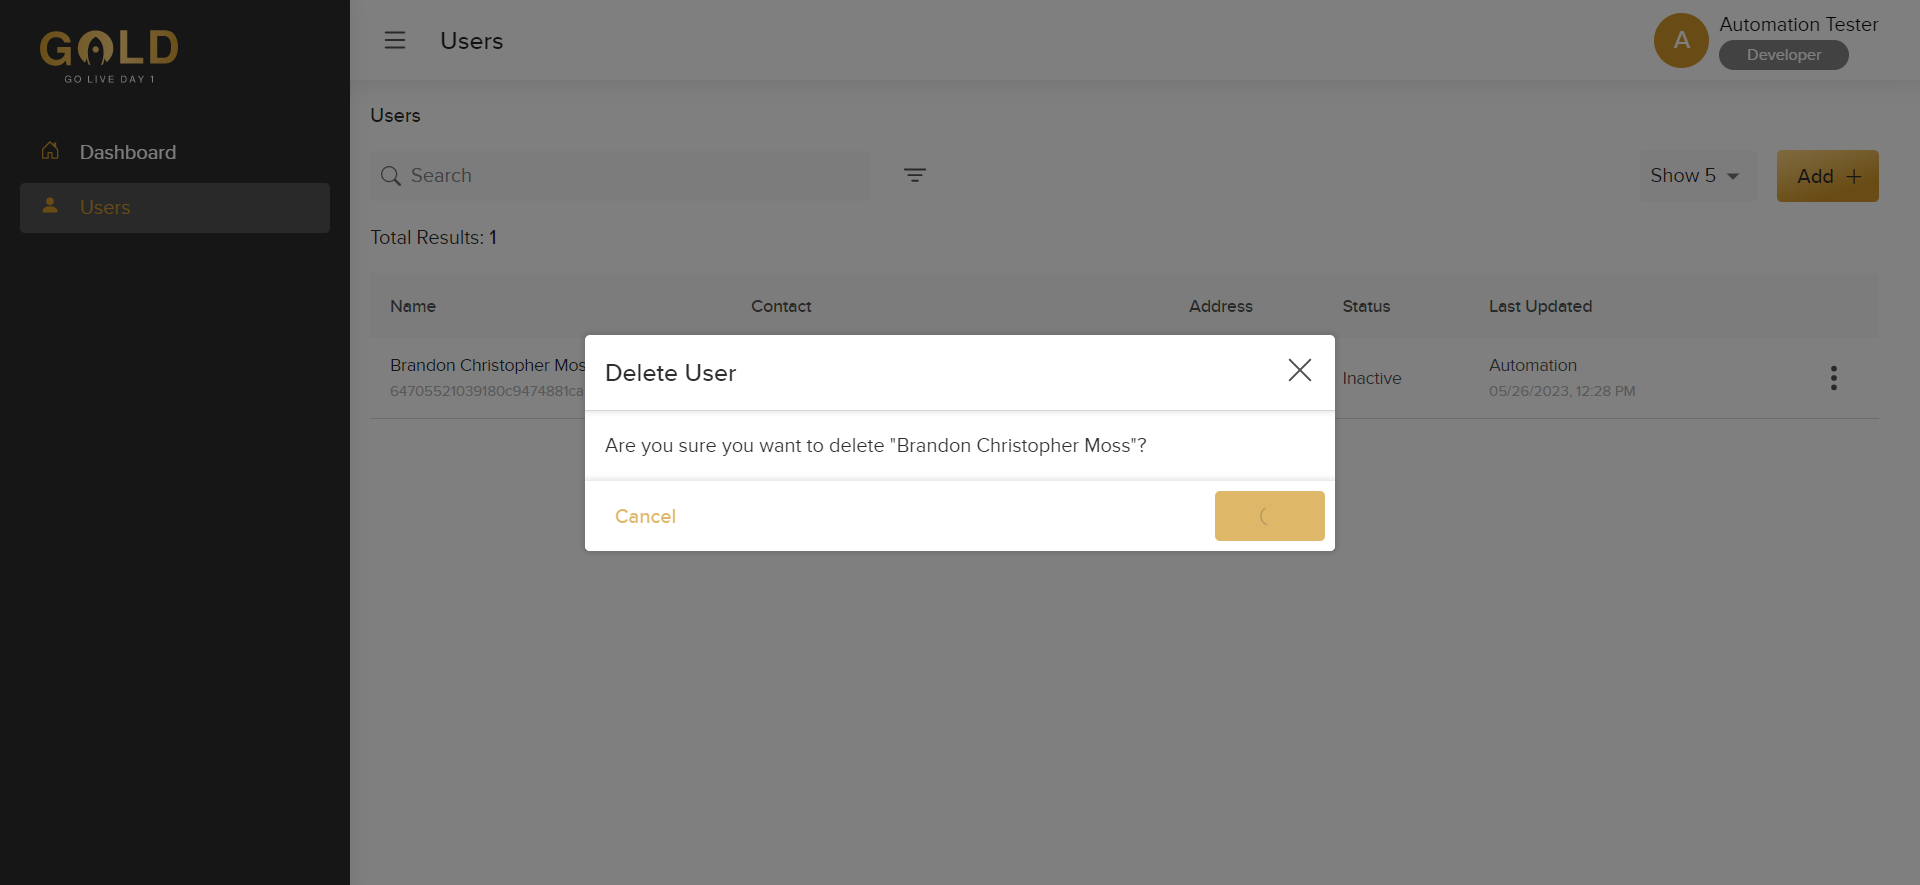 GOLD
GO LIVE DAY 1
Dashboard
Users
Users
A
Automation Tester
Developer
Users
Search
Show 5
Add +
Total Results: 1
Name Contact Address Status Last Updated
Brandon Christopher Mos
64705521039180c9474881ca
Inactive
Automation
05/26/2023, 12:28 PM
Delete User
Are you sure you want to delete "Brandon Christopher Moss"?
Cancel